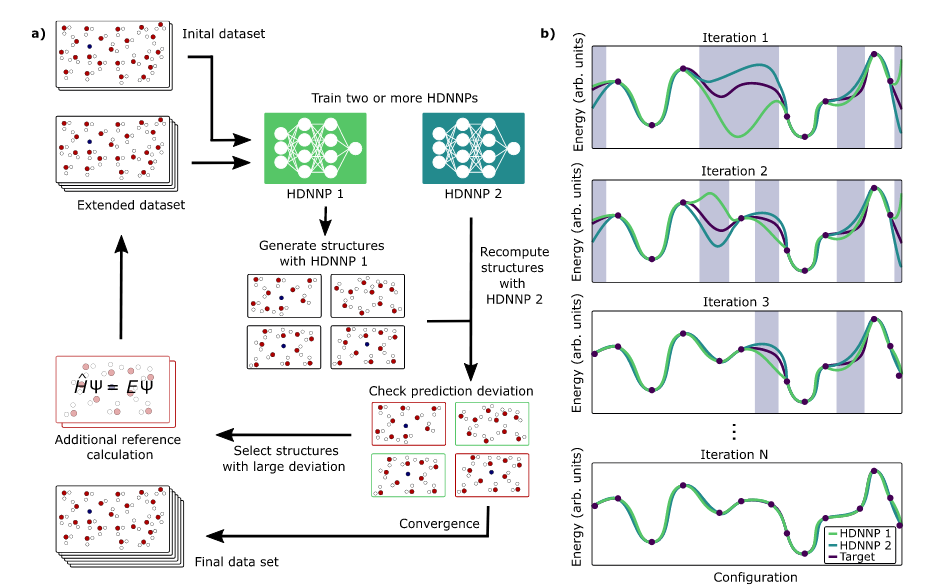 a)
Inital dataset
Train two or more HDNNPs
HDNNP 1
HDNNP 2
Extended dataset
Generate structures
with HDNNP 1
Recompute
structures
with
HDNNP 2
ĤΨ = EΨ
Check prediction deviation
Additional reference
calculation
Select structures
with large deviation
Convergence
Final data set
b)
Iteration 1
Energy (arb. units)
Iteration 2
Energy (arb. units)
Iteration 3
Energy (arb. units)
⋮
Iteration N
Energy (arb. units)
HDNNP 1
HDNNP 2
Target
Configuration